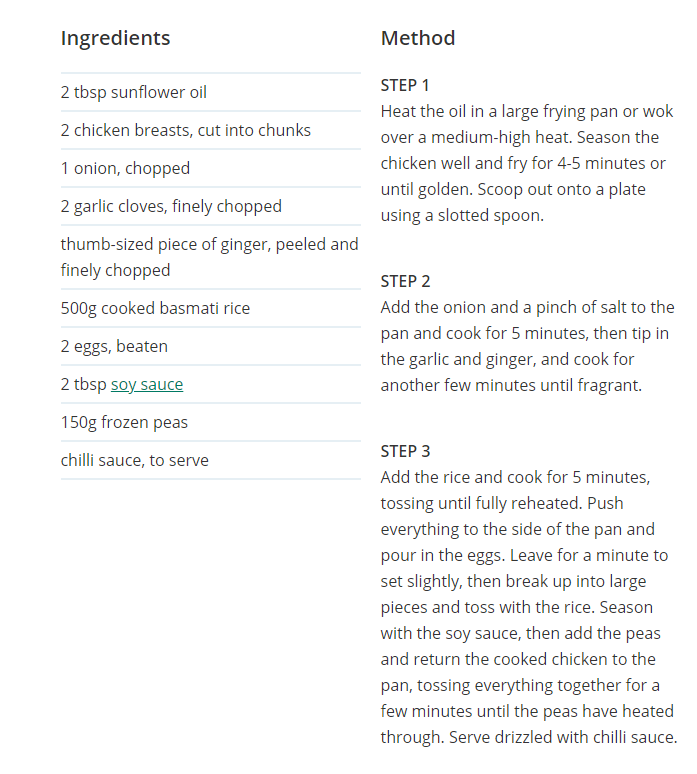 Ingredients
2 tbsp sunflower oil
2 chicken breasts, cut into chunks
1 onion, chopped
2 garlic cloves, finely chopped
thumb-sized piece of ginger, peeled and
finely chopped
500g cooked basmati rice
2 eggs, beaten
2 tbsp soy sauce
150g frozen peas
chilli sauce, to serve
Method
STEP 1
Heat the oil in a large frying pan or wok
over a medium-high heat. Season the
chicken well and fry for 4-5 minutes or
until golden. Scoop out onto a plate
using a slotted spoon.
STEP 2
Add the onion and a pinch of salt to the
pan and cook for 5 minutes, then tip in
the garlic and ginger, and cook for
another few minutes until fragrant.
STEP 3
Add the rice and cook for 5 minutes,
tossing until fully reheated. Push
everything to the side of the pan and
pour in the eggs. Leave for a minute to
set slightly, then break up into large
pieces and toss with the rice. Season
with the soy sauce, then add the peas
and return the cooked chicken to the
pan, tossing everything together for a
few minutes until the peas have heated
through. Serve drizzled with chilli sauce.